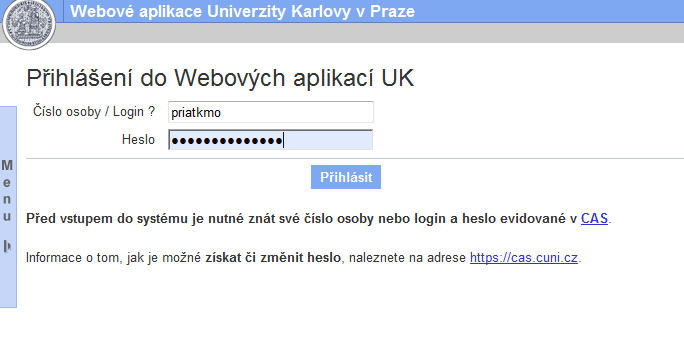 Webové aplikace Univerzity Karlovy v Praze
Přihlášení do Webových aplikací UK
Číslo osoby / Login ? priatkmo
Heslo ••••••••••••••
Přihlásit
Menu
Před vstupem do systému je nutné znát své číslo osoby nebo login a heslo evidované v CAS.
Informace o tom, jak je možné získat či změnit heslo, naleznete na adrese https://cas.cuni.cz.